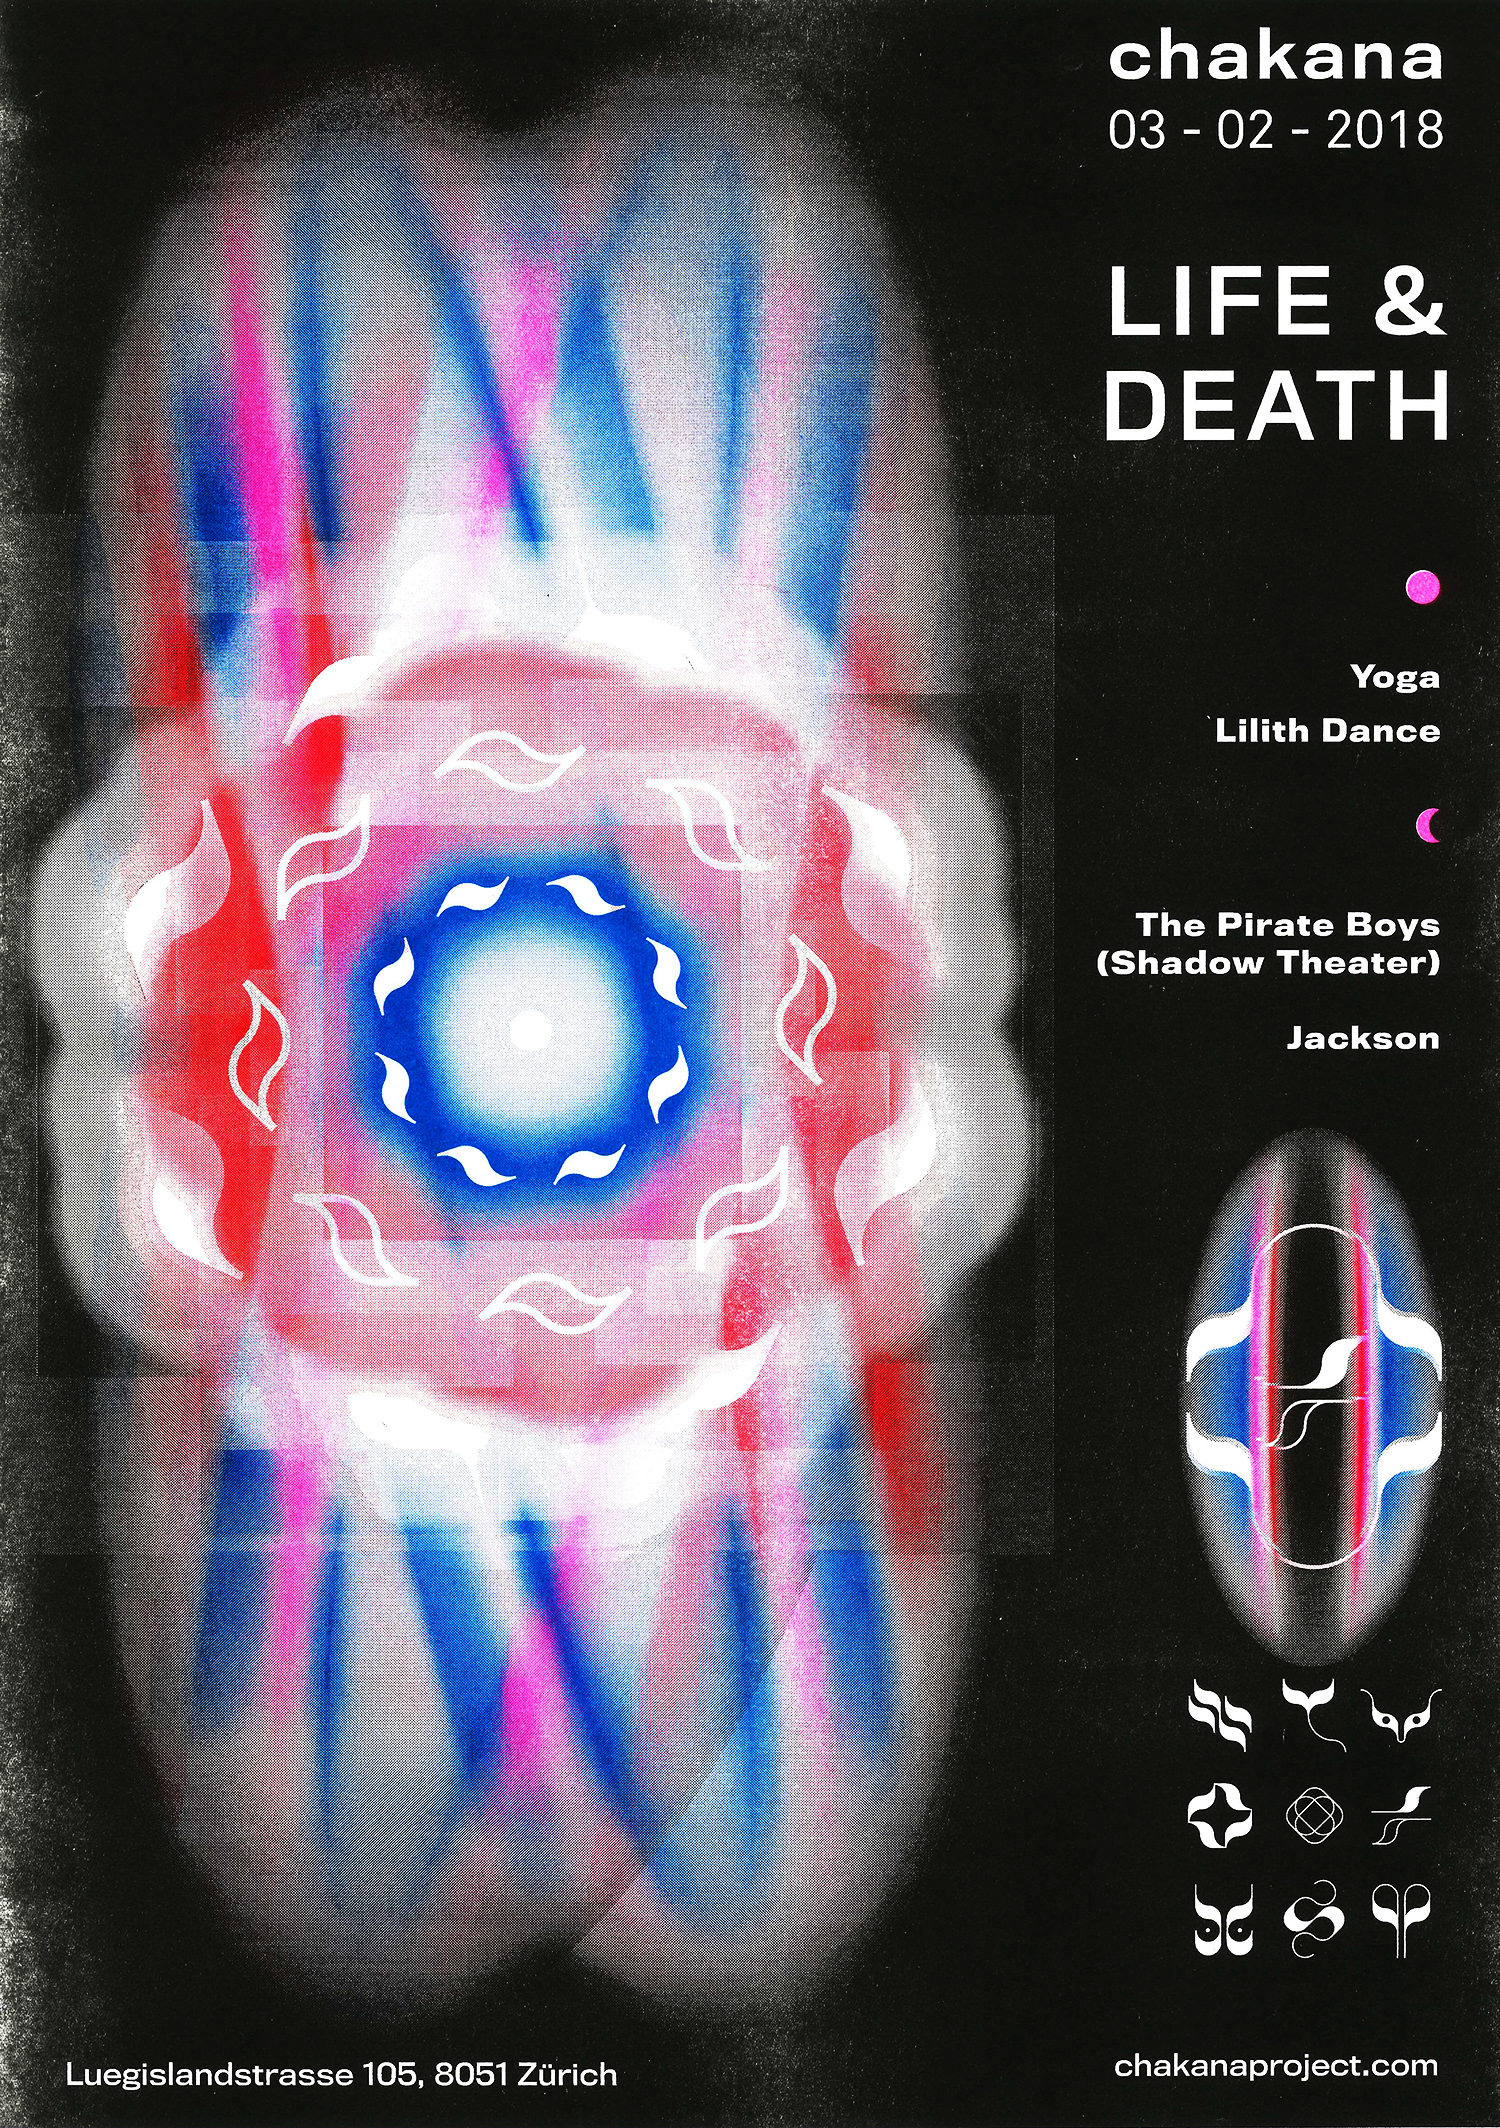 chakana
03 - 02 - 2018
LIFE &
DEATH
Yoga
Lilith Dance
The Pirate Boys
(Shadow Theater)
Jackson
Luegislandstrasse 105, 8051 Zürich
chakanaproject.com